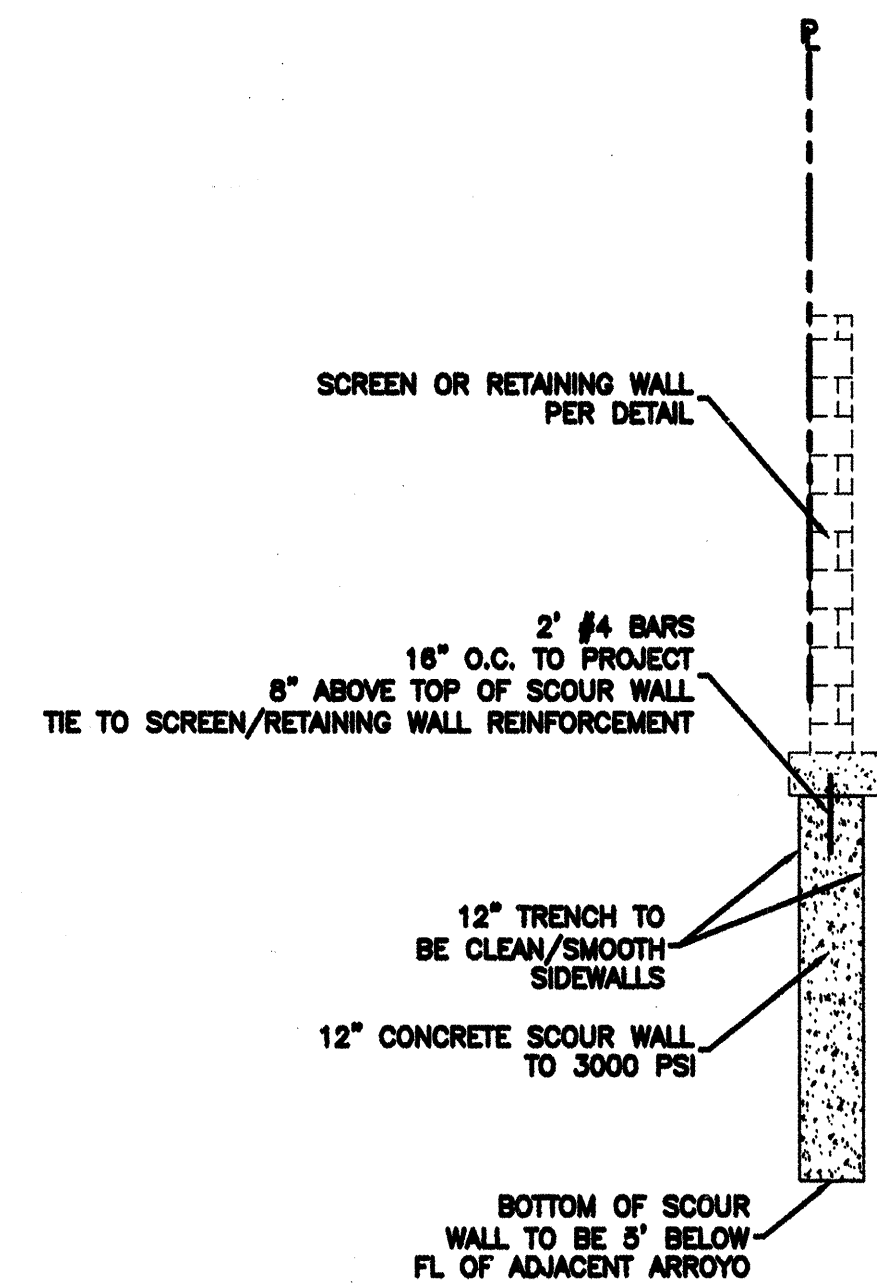 PL
SCREEN OR RETAINING WALL
PER DETAIL
2' #4 BARS
16" O.C. TO PROJECT
8" ABOVE TOP OF SCOUR WALL
TIE TO SCREEN/RETAINING WALL REINFORCEMENT
12" TRENCH TO
BE CLEAN/SMOOTH
SIDEWALLS
12" CONCRETE SCOUR WALL
TO 3000 PSI
BOTTOM OF SCOUR
WALL TO BE BELOW
FL OF ADJACENT ARROYO